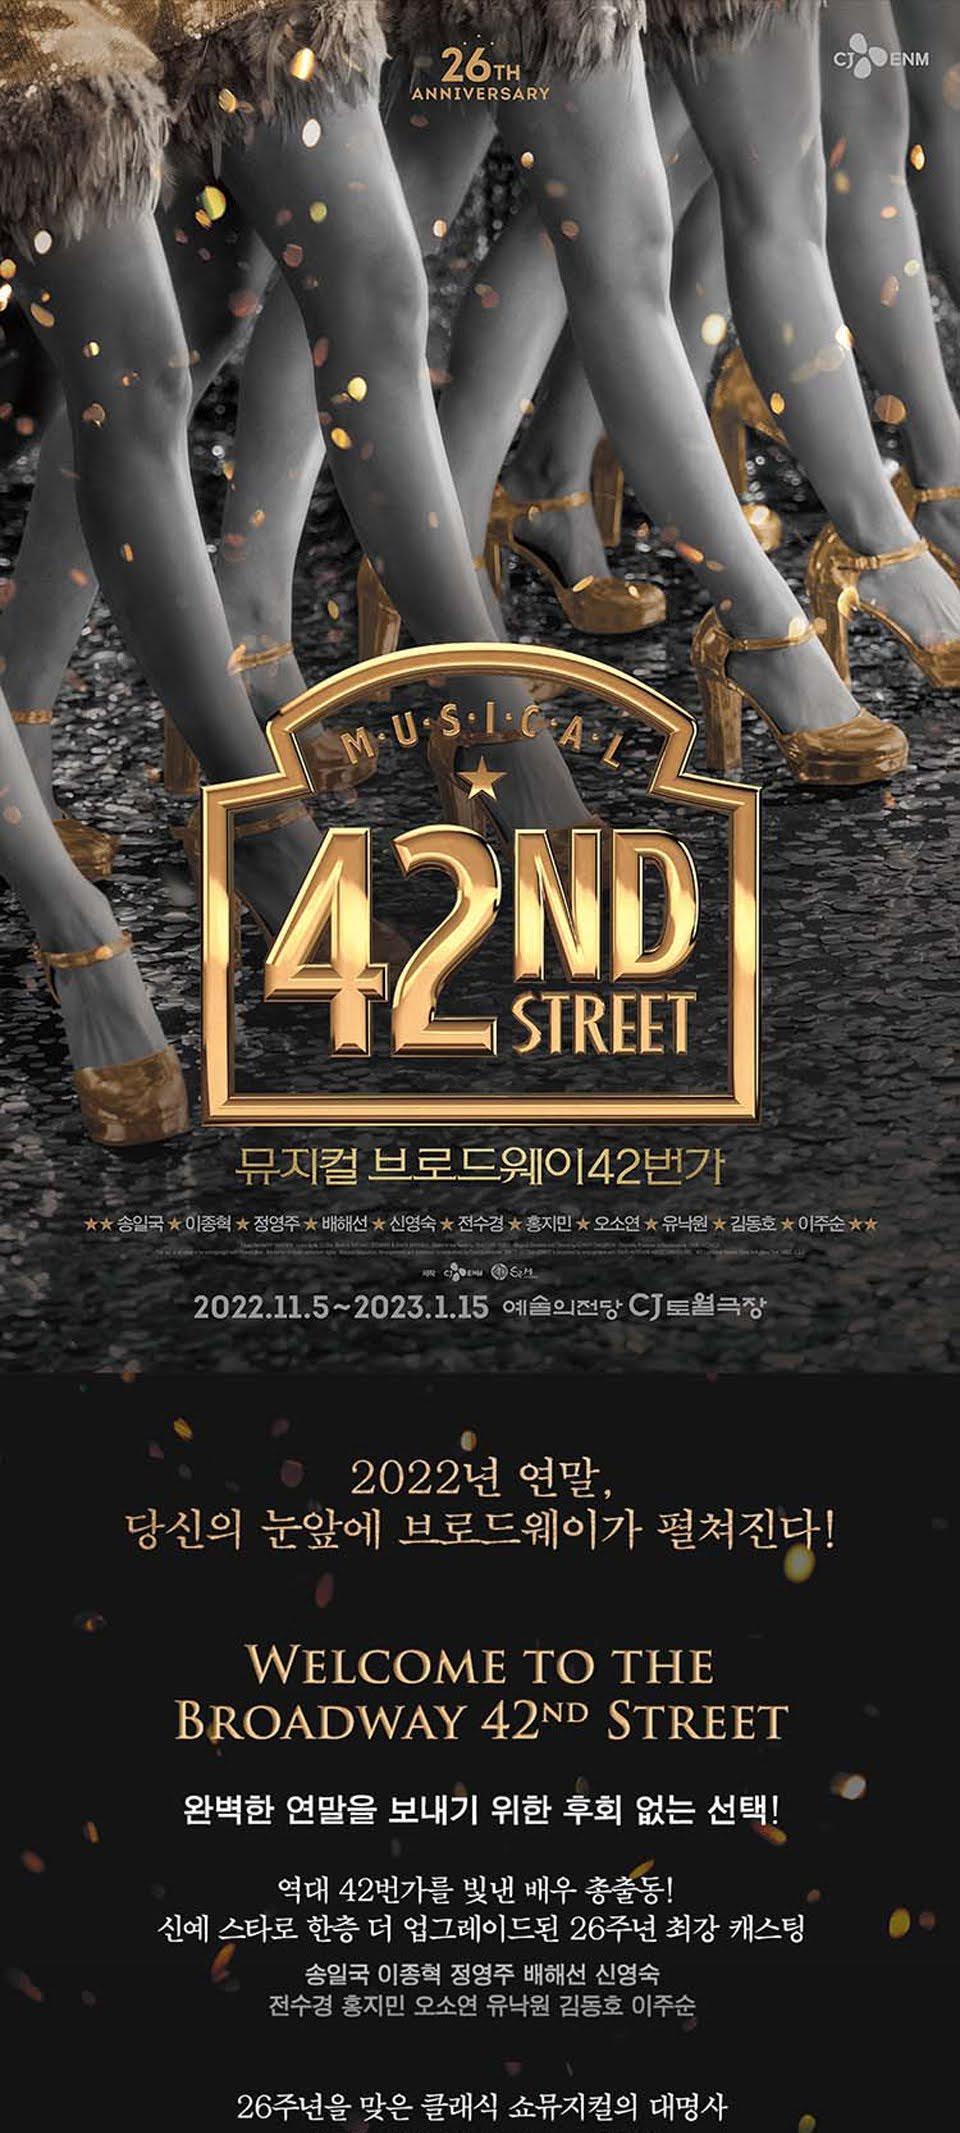 26TH
ANNIVERSARY
CJ ENM
M·U·S·I·C·A·L
42ND
STREET
뮤지컬 브로드웨이42번가
★★송일국★이종혁★정영주★배해선★신영숙★전수경★홍지민★오소연★유낙원★김동호★이주순★★
제작 CJ ENM
2022.11.5~2023.1.15 예술의전당 CJ 토월극장
2022년 연말,
당신의 눈앞에 브로드웨이가 펼쳐진다!
WELCOME TO THE
BROADWAY 42ND STREET
완벽한 연말을 보내기 위한 후회 없는 선택!
역대 42번가를 빛낸 배우 총출동!
신예 스타로 한층 더 업그레이드된 26주년 최강 캐스팅
송일국 이종혁 정영주 배해선 신영숙
전수경 홍지민 오소연 유낙원 김동호 이주순
26주년을 맞은 클래식 쇼뮤지컬의 대명사